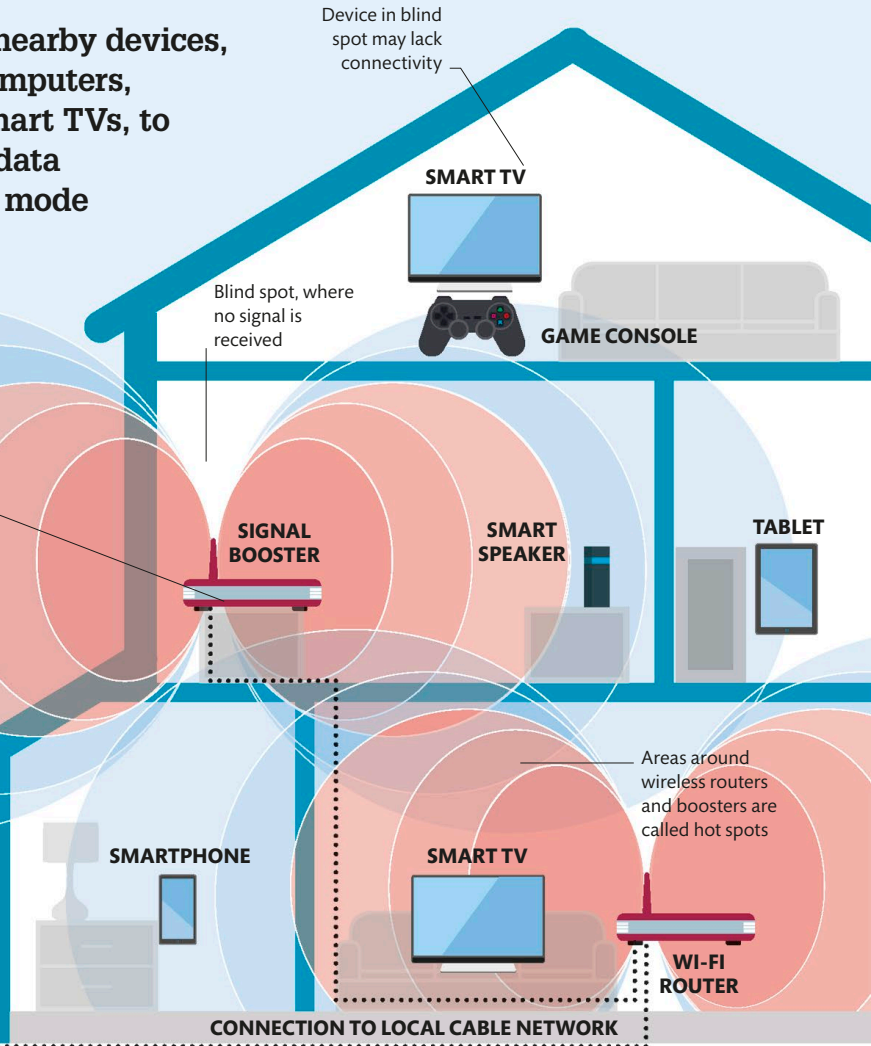 nearby devices,
mputers,
mart TVs, to
data
mode
Device in blind
spot may lack
connectivity
SMART TV
Blind spot, where
no signal is
received
GAME CONSOLE
SIGNAL
BOOSTER
SMART
SPEAKER
TABLET
Areas around
wireless routers
and boosters are
called hot spots
SMARTPHONE
SMART TV
WI-FI
ROUTER
CONNECTION TO LOCAL CABLE NETWORK